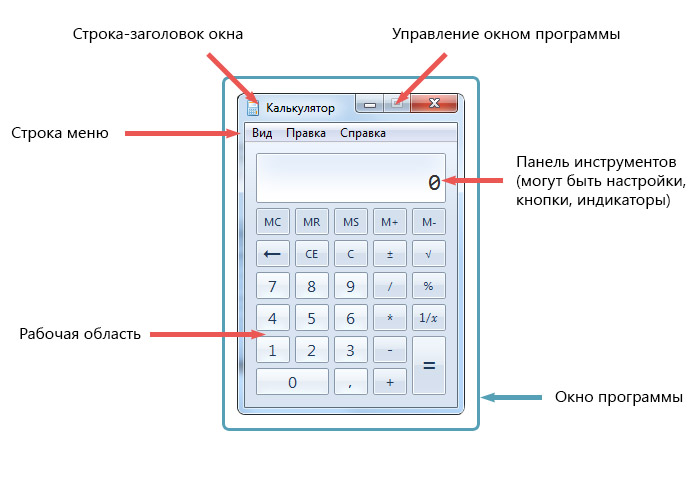 Строка-заголовок окна
Управление окном программы
Калькулятор
Строка меню
Вид Правка Справка
Панель инструментов
(могут быть настройки,
кнопки, индикаторы)
0
MC MR MS M+ M-
← CE C ± √
7 8 9 / %
4 5 6 * 1/x
Рабочая область
1 2 3 - =
0 , +
Окно программы